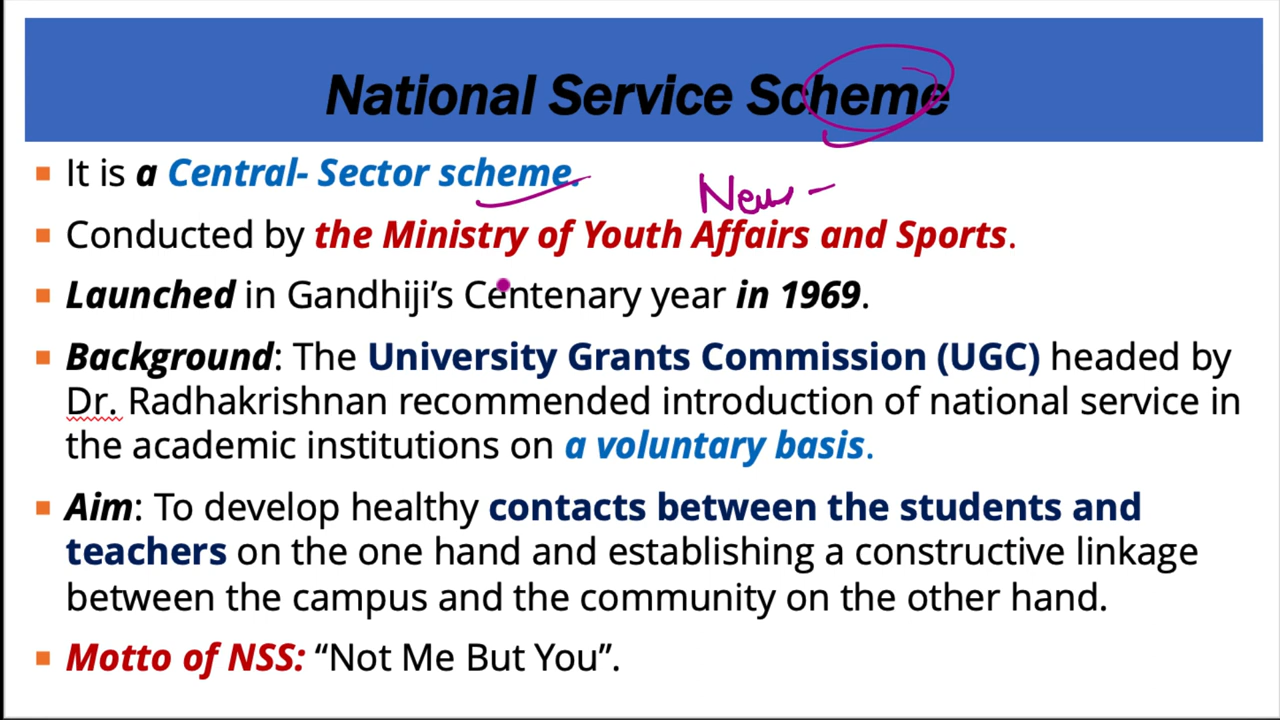 National Service Scheme
It is a Central- Sector scheme.
New -
Conducted by the Ministry of Youth Affairs and Sports.
Launched in Gandhiji’s Centenary year in 1969.
Background: The University Grants Commission (UGC) headed by
Dr. Radhakrishnan recommended introduction of national service in
the academic institutions on a voluntary basis.
Aim: To develop healthy contacts between the students and
teachers on the one hand and establishing a constructive linkage
between the campus and the community on the other hand.
Motto of NSS: “Not Me But You”.